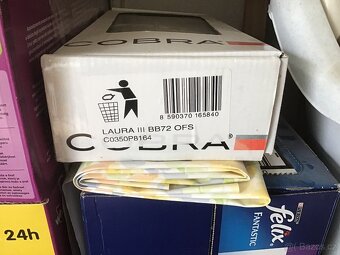 COBRA
8 590370 165840
LAURA III BB72 OFS
C0350P8164
COBRA®
24h
felix
FANTASTIC